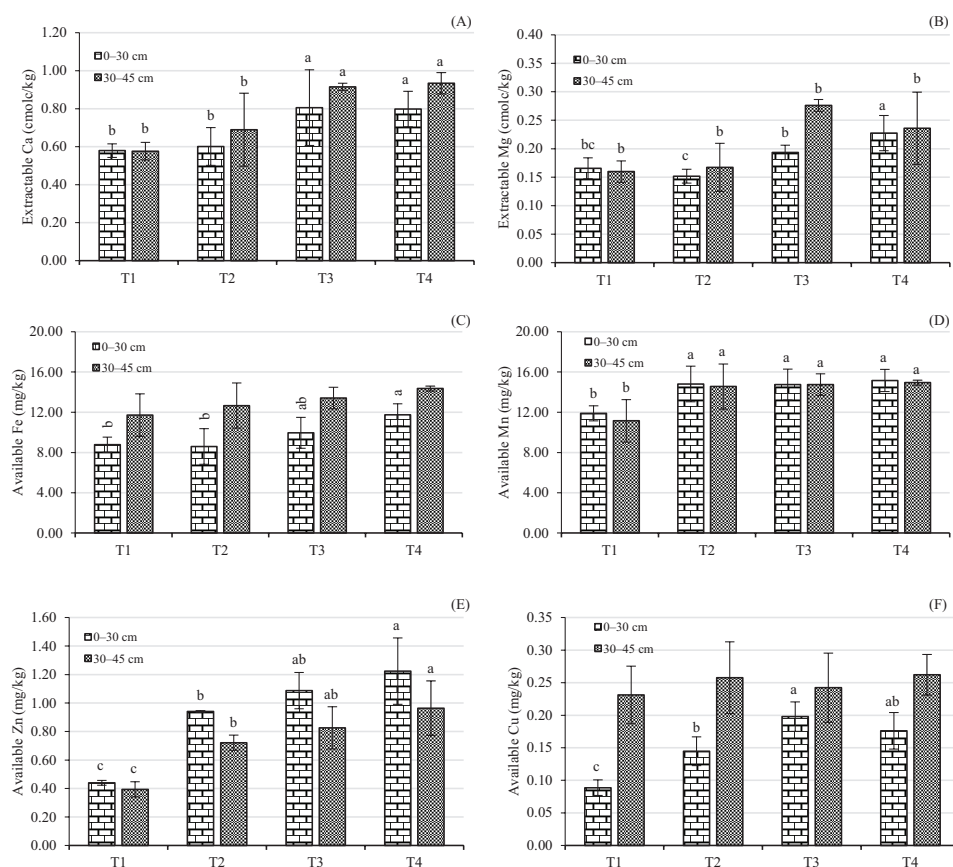 (A)
Extractable Ca (cmolc/kg)
1.20
1.00
0.80
0.60
0.40
0.20
0.00
0–30 cm
30–45 cm
b b b b a a a a
T1 T2 T3 T4
(B)
Extractable Mg (cmolc/kg)
0.40
0.35
0.30
0.25
0.20
0.15
0.10
0.05
0.00
0–30 cm
30–45 cm
bc b c b b b a b
T1 T2 T3 T4
(C)
Available Fe (mg/kg)
20.00
16.00
12.00
8.00
4.00
0.00
0–30 cm
30–45 cm
b b ab a
T1 T2 T3 T4
(D)
Available Mn (mg/kg)
20.00
16.00
12.00
8.00
4.00
0.00
0–30 cm
30–45 cm
b b a a a a a a
T1 T2 T3 T4
(E)
Available Zn (mg/kg)
1.60
1.40
1.20
1.00
0.80
0.60
0.40
0.20
0.00
0–30 cm
30–45 cm
c c b b ab ab a a
T1 T2 T3 T4
(F)
Available Cu (mg/kg)
0.35
0.30
0.25
0.20
0.15
0.10
0.05
0.00
0–30 cm
30–45 cm
c b a ab
T1 T2 T3 T4